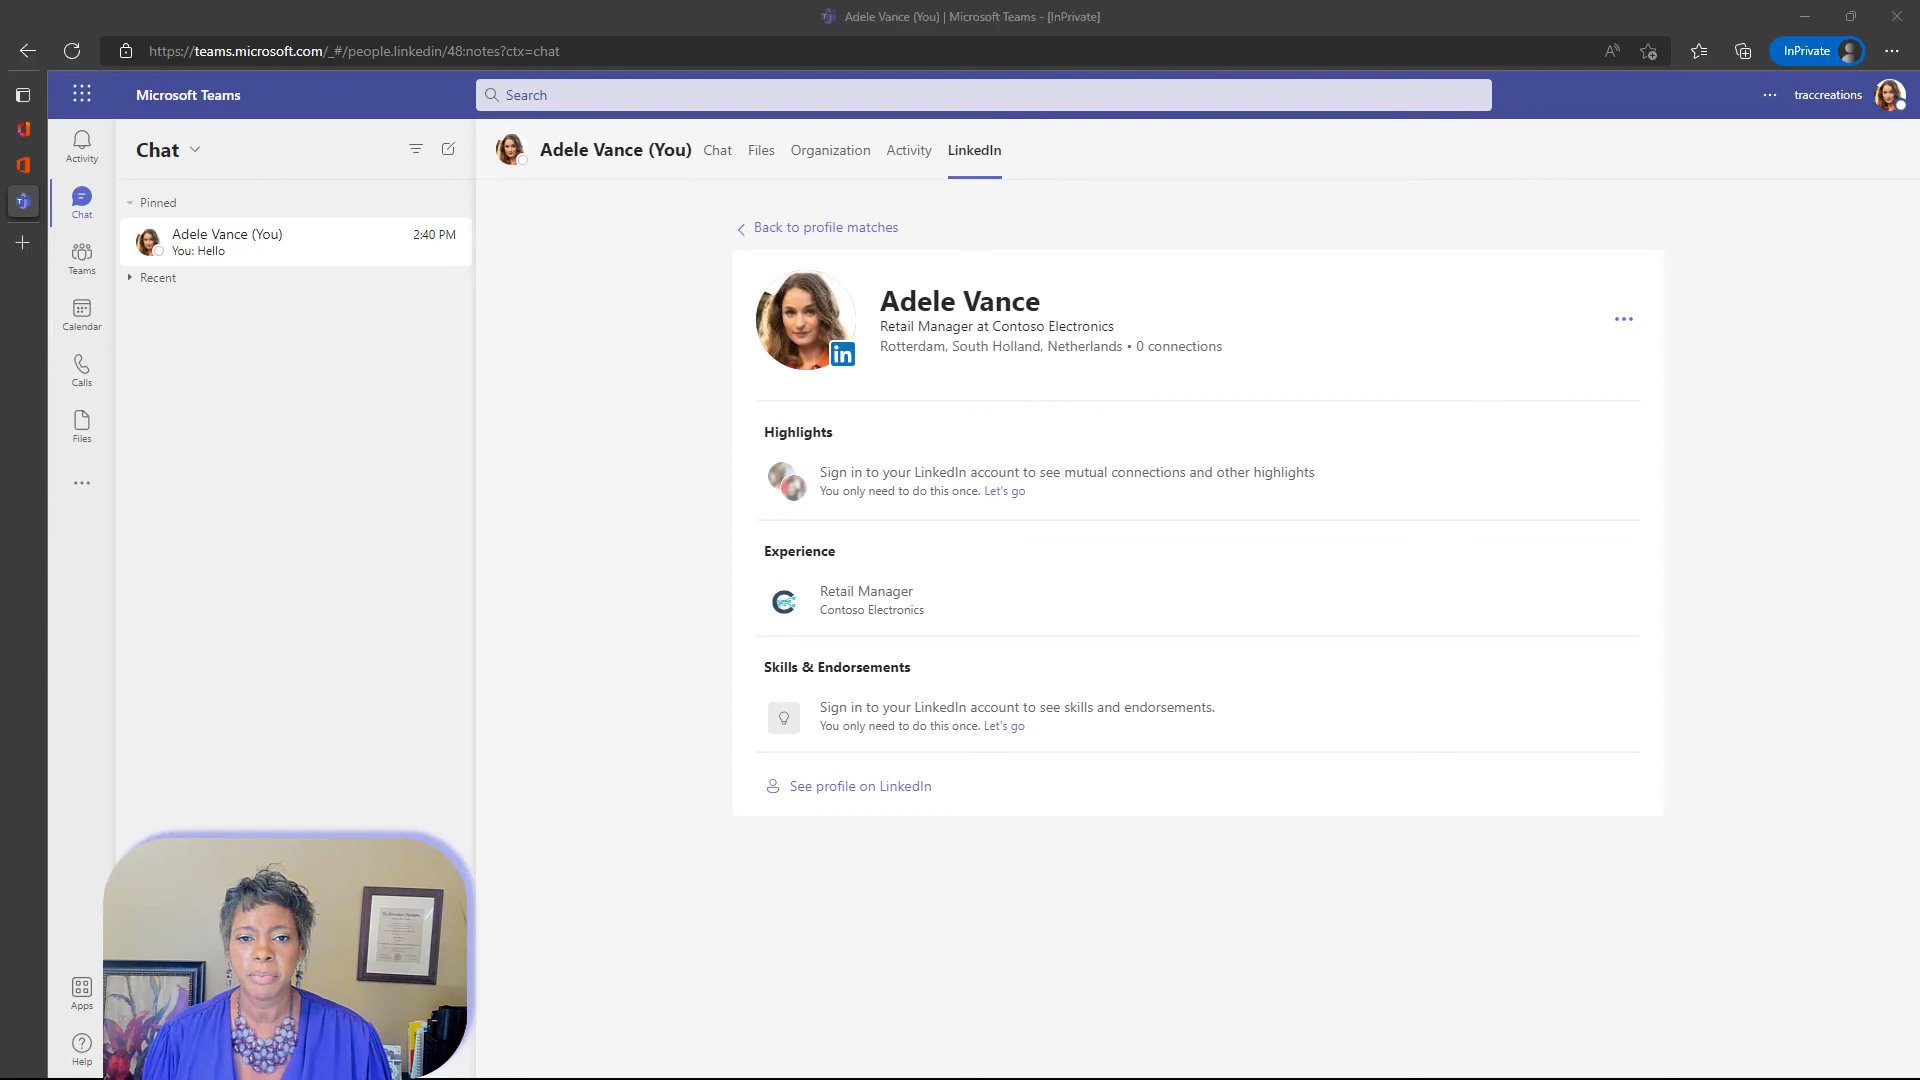 Adele Vance (You) | Microsoft Teams - [InPrivate]
https://teams.microsoft.com/_#/people.linkedin/48:notes?ctx=chat
InPrivate
Microsoft Teams
Search
traccreations
Activity
Chat
Teams
Calendar
Calls
Files
Apps
Help
Chat
Pinned
Adele Vance (You) 2:40 PM
You: Hello
Recent
Adele Vance (You) Chat Files Organization Activity LinkedIn
Back to profile matches
Adele Vance
Retail Manager at Contoso Electronics
Rotterdam, South Holland, Netherlands • 0 connections
in
Highlights
Sign in to your LinkedIn account to see mutual connections and other highlights
You only need to do this once. Let's go
Experience
Retail Manager
Contoso Electronics
Skills & Endorsements
Sign in to your LinkedIn account to see skills and endorsements.
You only need to do this once. Let's go
See profile on LinkedIn